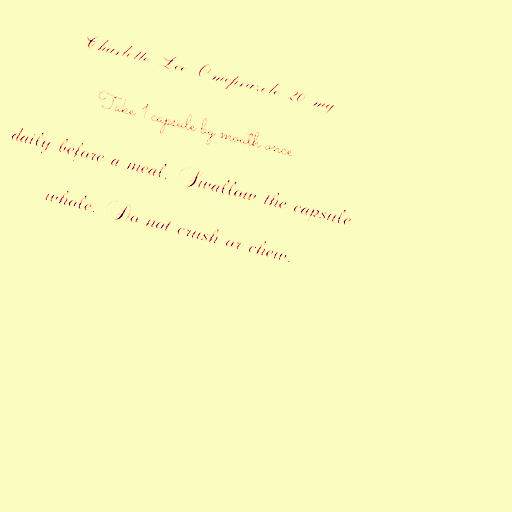 Charlotte Lee Omeprazole 20 mg
Take 1 capsule by mouth once
daily before a meal. Swallow the capsule
whole. Do not crush or chew.